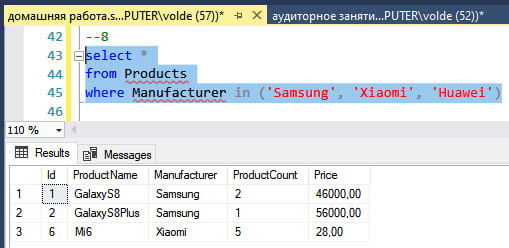 домашняя работа.s...PUTER\volde (57))* аудиторное заняти...PUTER\volde (52))*
42 --8
43 select *
44 from Products
45 where Manufacturer in ('Samsung', 'Xiaomi', 'Huawei')
110 %
Results Messages
Id ProductName Manufacturer ProductCount Price
1 1 GalaxyS8 Samsung 2 46000,00
2 2 GalaxyS8Plus Samsung 1 56000,00
3 6 Mi6 Xiaomi 5 28,00